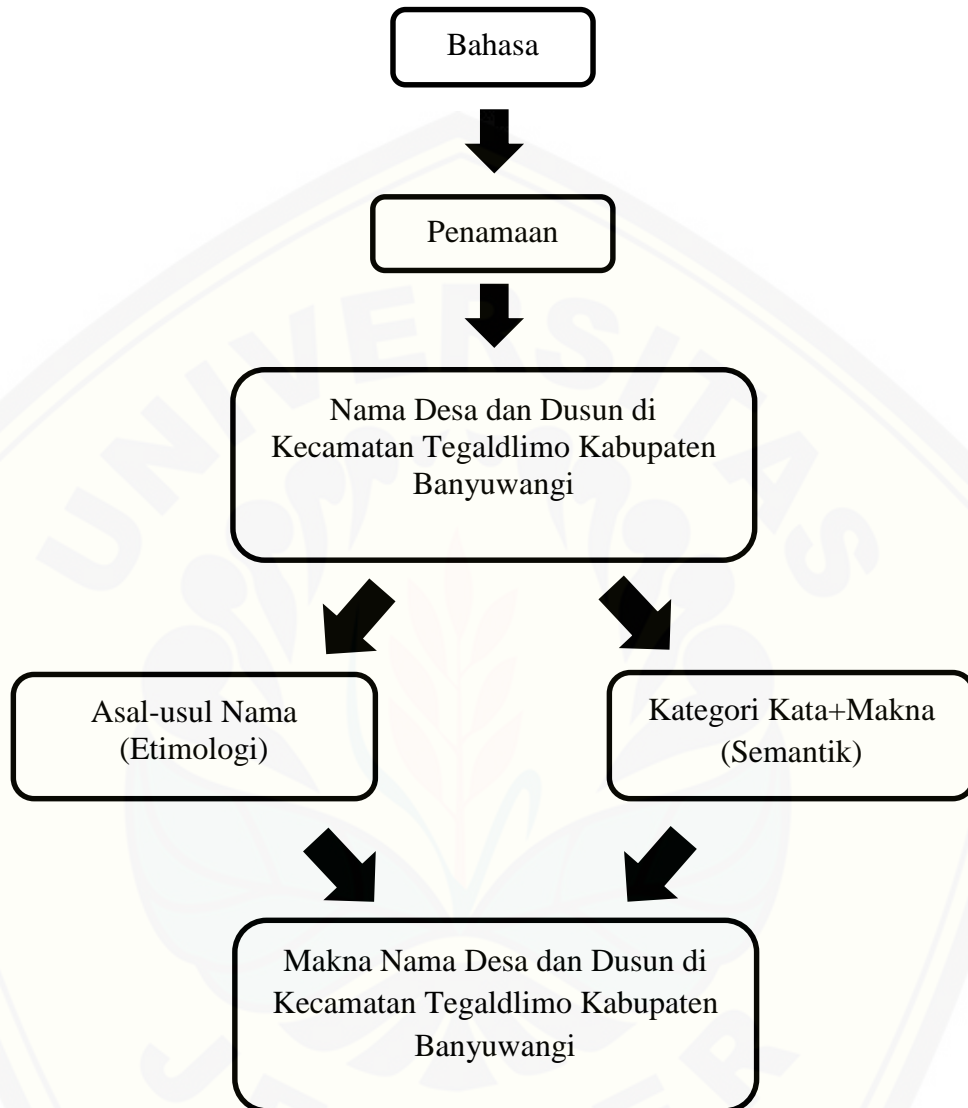 Bahasa
Penamaan
Nama Desa dan Dusun di
Kecamatan Tegaldlimo Kabupaten
Banyuwangi
Asal-usul Nama
(Etimologi)
Kategori Kata+Makna
(Semantik)
Makna Nama Desa dan Dusun di
Kecamatan Tegaldlimo Kabupaten
Banyuwangi
UNIVERSITAS